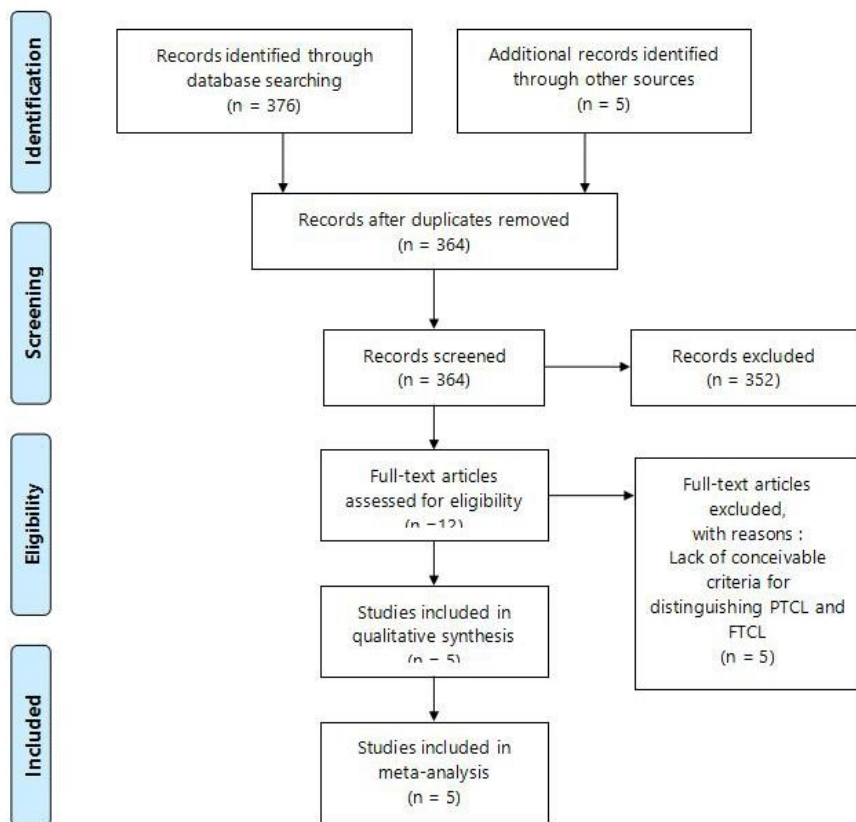 Identification
Records identified through
database searching
(n = 376)
Additional records identified
through other sources
(n = 5)
Records after duplicates removed
(n = 364)
Screening
Records screened
(n = 364)
Records excluded
(n = 352)
Eligibility
Full-text articles
assessed for eligibility
(n =12)
Full-text articles
excluded,
with reasons :
Lack of conceivable
criteria for
distinguishing PTCL and
FTCL
(n = 5)
Studies included in
qualitative synthesis
(n = 5)
Included
Studies included in
meta-analysis
(n = 5)